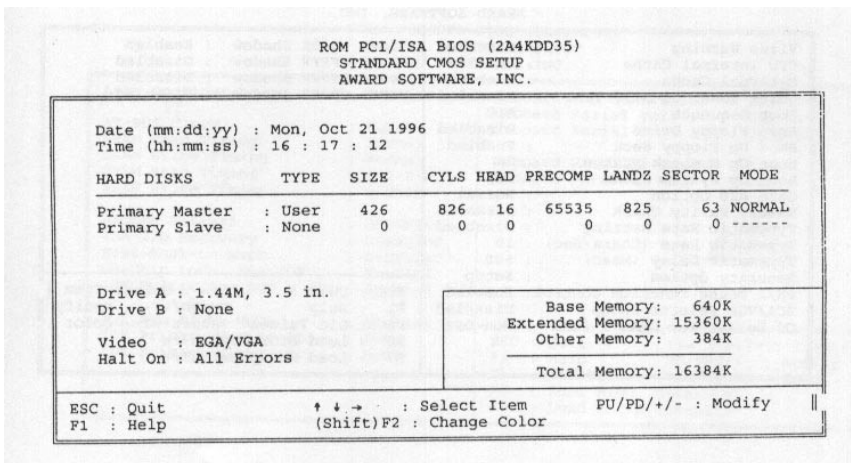 ROM PCI/ISA BIOS (2A4KDD35)
STANDARD CMOS SETUP
AWARD SOFTWARE, INC.
Date (mm:dd:yy) : Mon, Oct 21 1996
Time (hh:mm:ss) : 16 : 17 : 12
HARD DISKS TYPE SIZE CYLS HEAD PRECOMP LANDZ SECTOR MODE
Primary Master : User 426 826 16 65535 825 63 NORMAL
Primary Slave : None 0 0 0 0 0 0 ------
Drive A : 1.44M, 3.5 in.
Drive B : None
Video : EGA/VGA
Halt On : All Errors
Base Memory: 640K
Extended Memory: 15360K
Other Memory: 384K
Total Memory: 16384K
ESC : Quit ↑ ↓ → : Select Item PU/PD/+/- : Modify
F1 : Help (Shift)F2 : Change Color